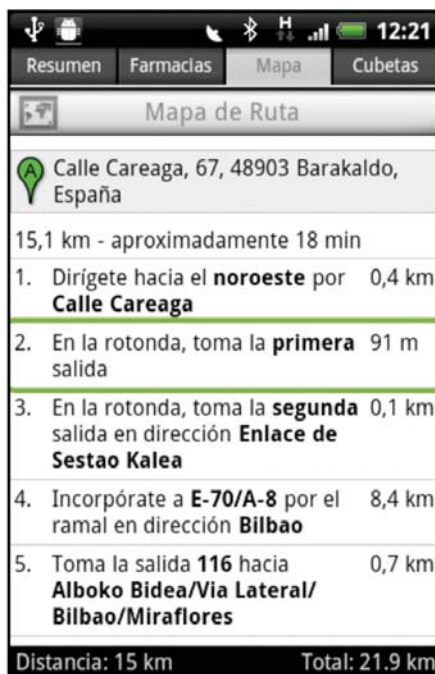 H
12:21
Resumen Farmacias Mapa Cubetas
Mapa de Ruta
A
Calle Careaga, 67, 48903 Barakaldo,
España
15,1 km - aproximadamente 18 min
1. Dirígete hacia el noroeste por 0,4 km
Calle Careaga
2. En la rotonda, toma la primera 91 m
salida
3. En la rotonda, toma la segunda 0,1 km
salida en dirección Enlace de
Sestao Kalea
4. Incorpórate a E-70/A-8 por el 8,4 km
ramal en dirección Bilbao
5. Toma la salida 116 hacia 0,7 km
Alboko Bidea/Via Lateral/
Bilbao/Miraflores
Distancia: 15 km Total: 21.9 km